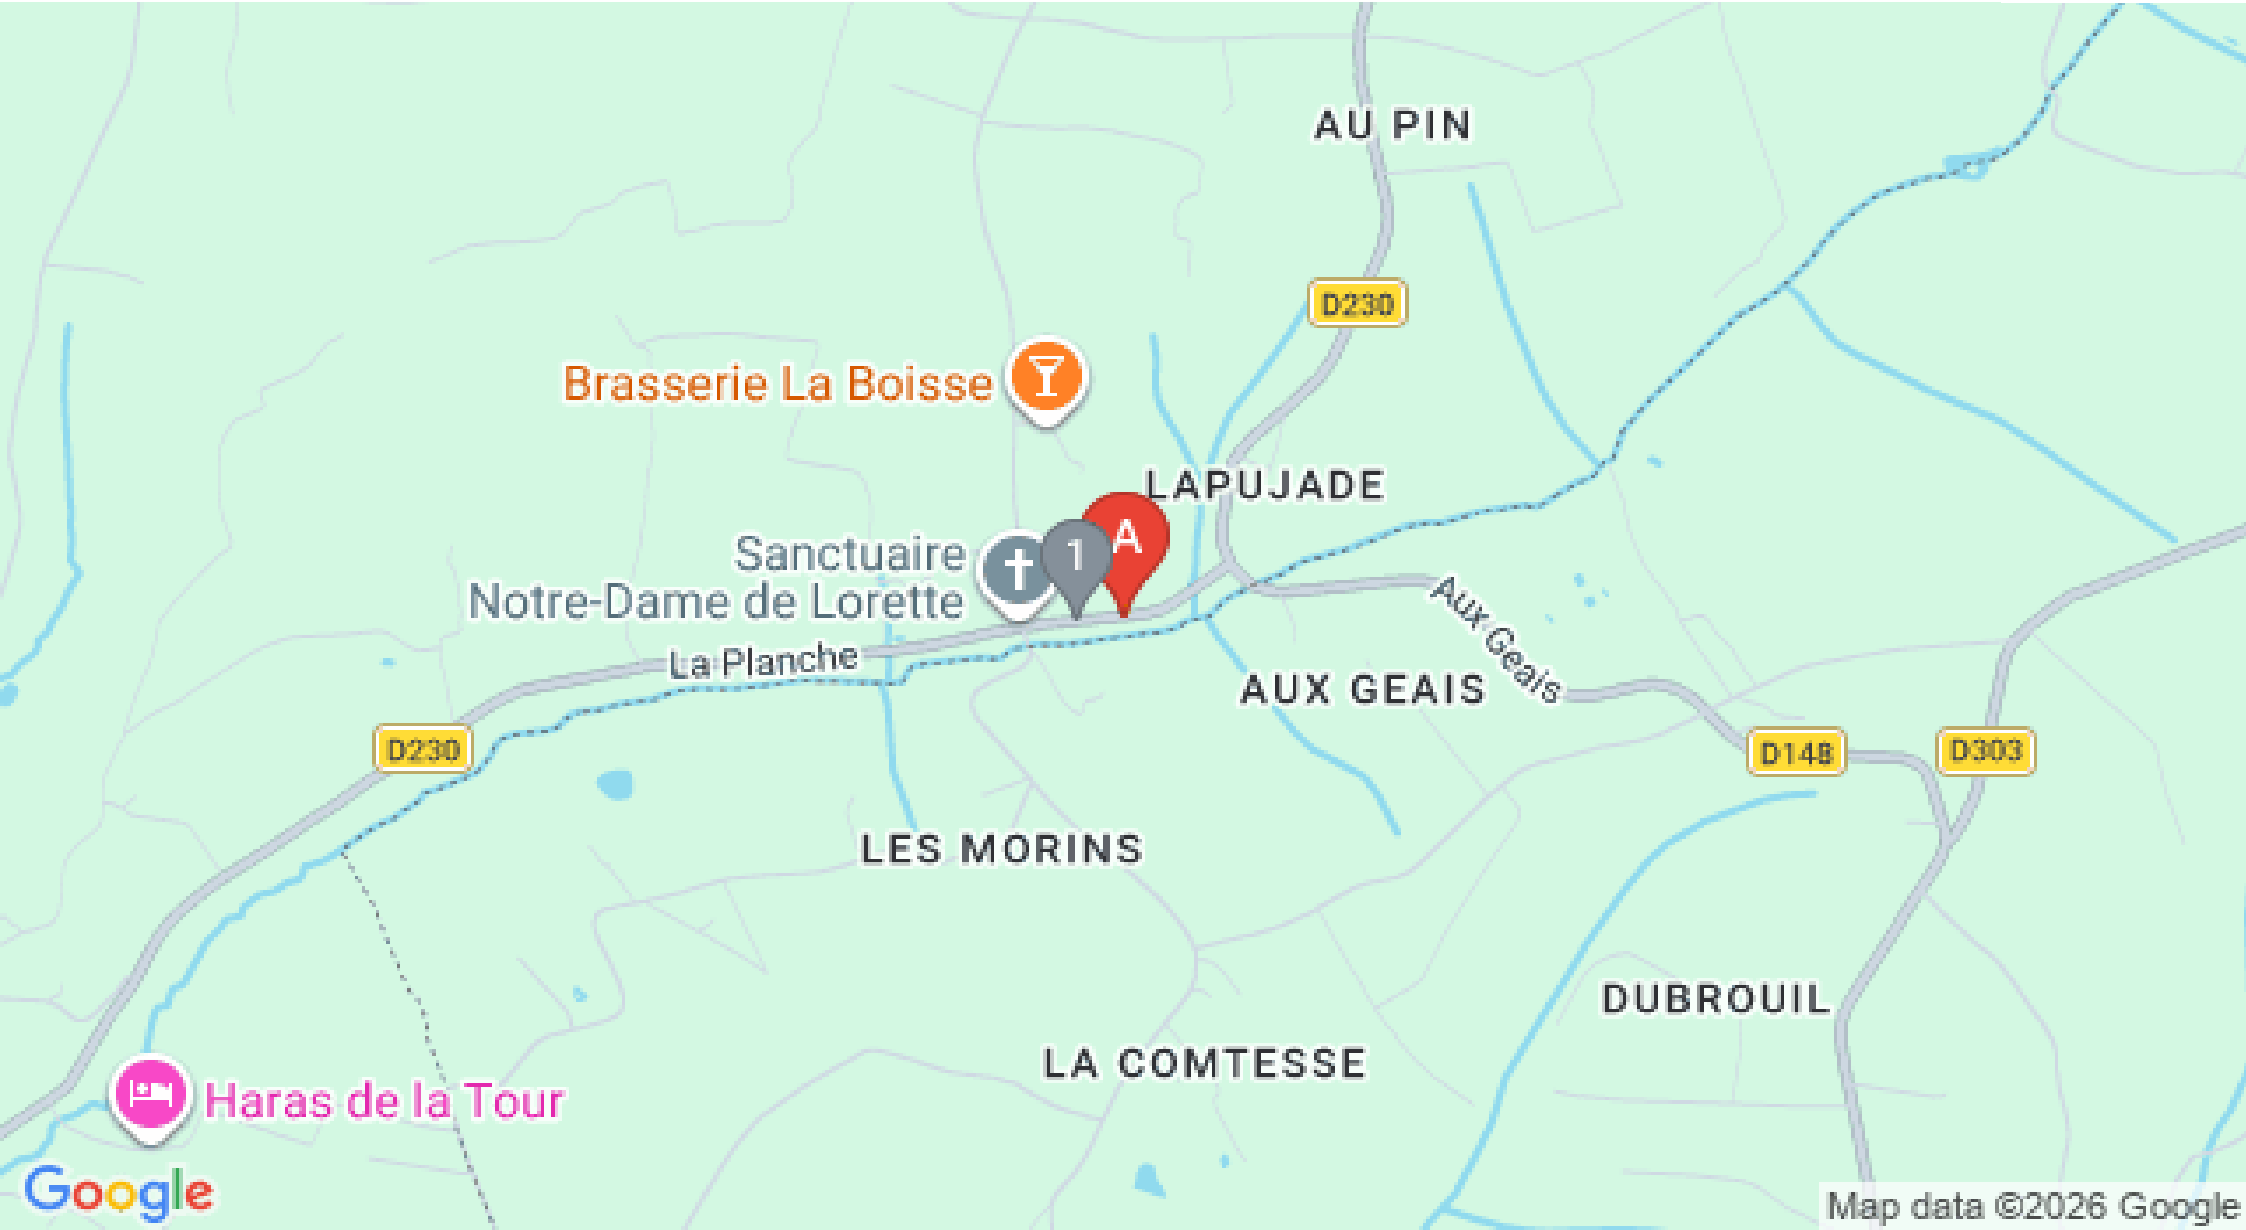 AU PIN
D230
Brasserie La Boisse
LAPUJADE
A
1
Sanctuaire
Notre-Dame de Lorette
Aux Geais
La Planche
AUX GEAIS
D230
D148
D303
LES MORINS
DUBROUIL
LA COMTESSE
Haras de la Tour
Google
Map data ©2026 Google